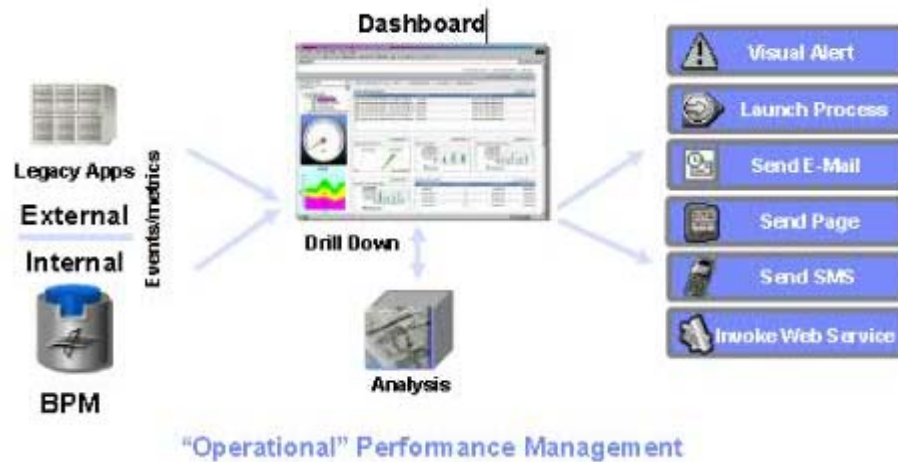 Dashboard
Legacy Apps
External
Internal
BPM
Events/metrics
Drill Down
Analysis
Visual Alert
Launch Process
Send E-Mail
Send Page
Send SMS
Invoke Web Service
"Operational" Performance Management